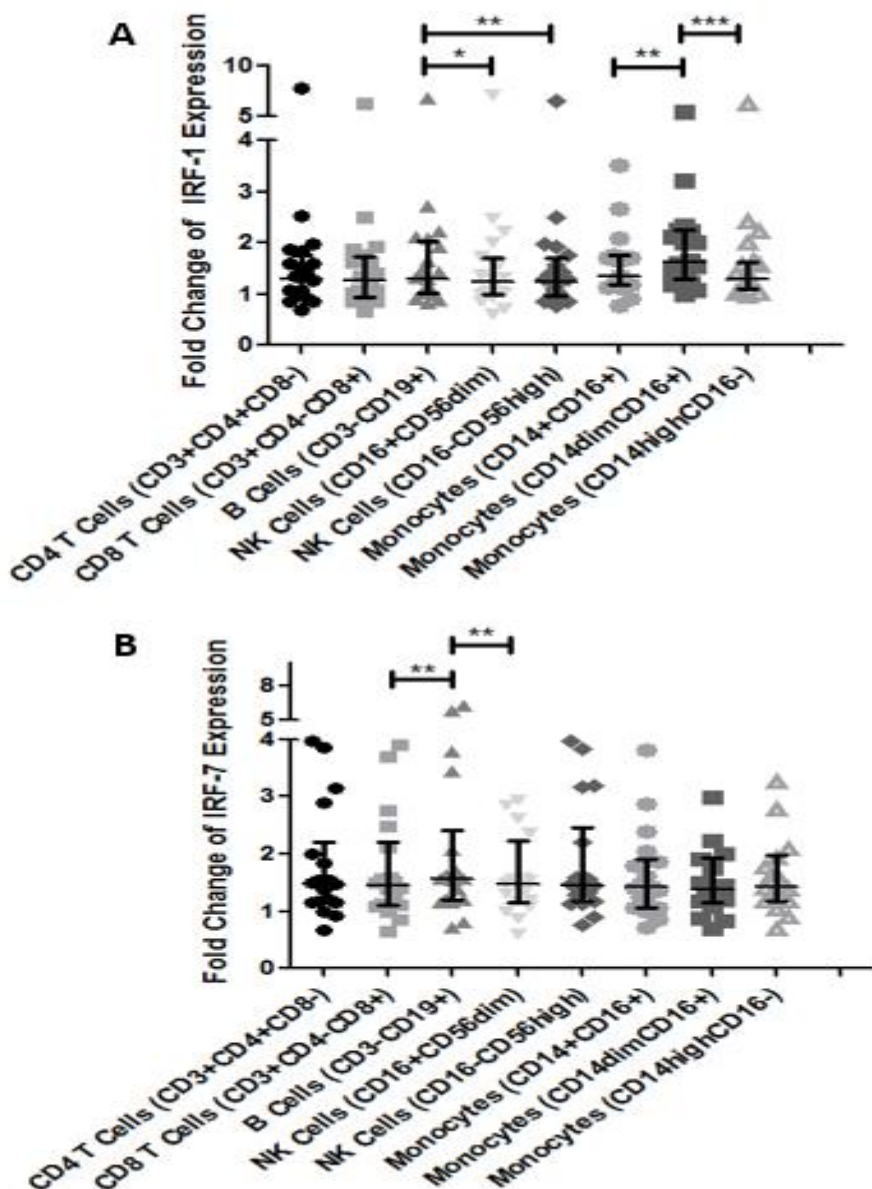 A
** ***
* **
10
5
4
3
2
1
0
Fold Change of IRF-1 Expression
CD4 T Cells (CD3+CD4+CD8-)
CD8 T Cells (CD3+CD4-CD8+)
B Cells (CD3-CD19+)
NK Cells (CD16+CD56dim)
NK Cells (CD16-CD56high)
Monocytes (CD14+CD16+)
Monocytes (CD14dimCD16+)
Monocytes (CD14highCD16-)
B
**
**
8
5
4
3
2
1
0
Fold Change of IRF-7 Expression
CD4 T Cells (CD3+CD4+CD8-)
CD8 T Cells (CD3+CD4-CD8+)
B Cells (CD3-CD19+)
NK Cells (CD16+CD56dim)
NK Cells (CD16-CD56high)
Monocytes (CD14+CD16+)
Monocytes (CD14dimCD16+)
Monocytes (CD14highCD16-)